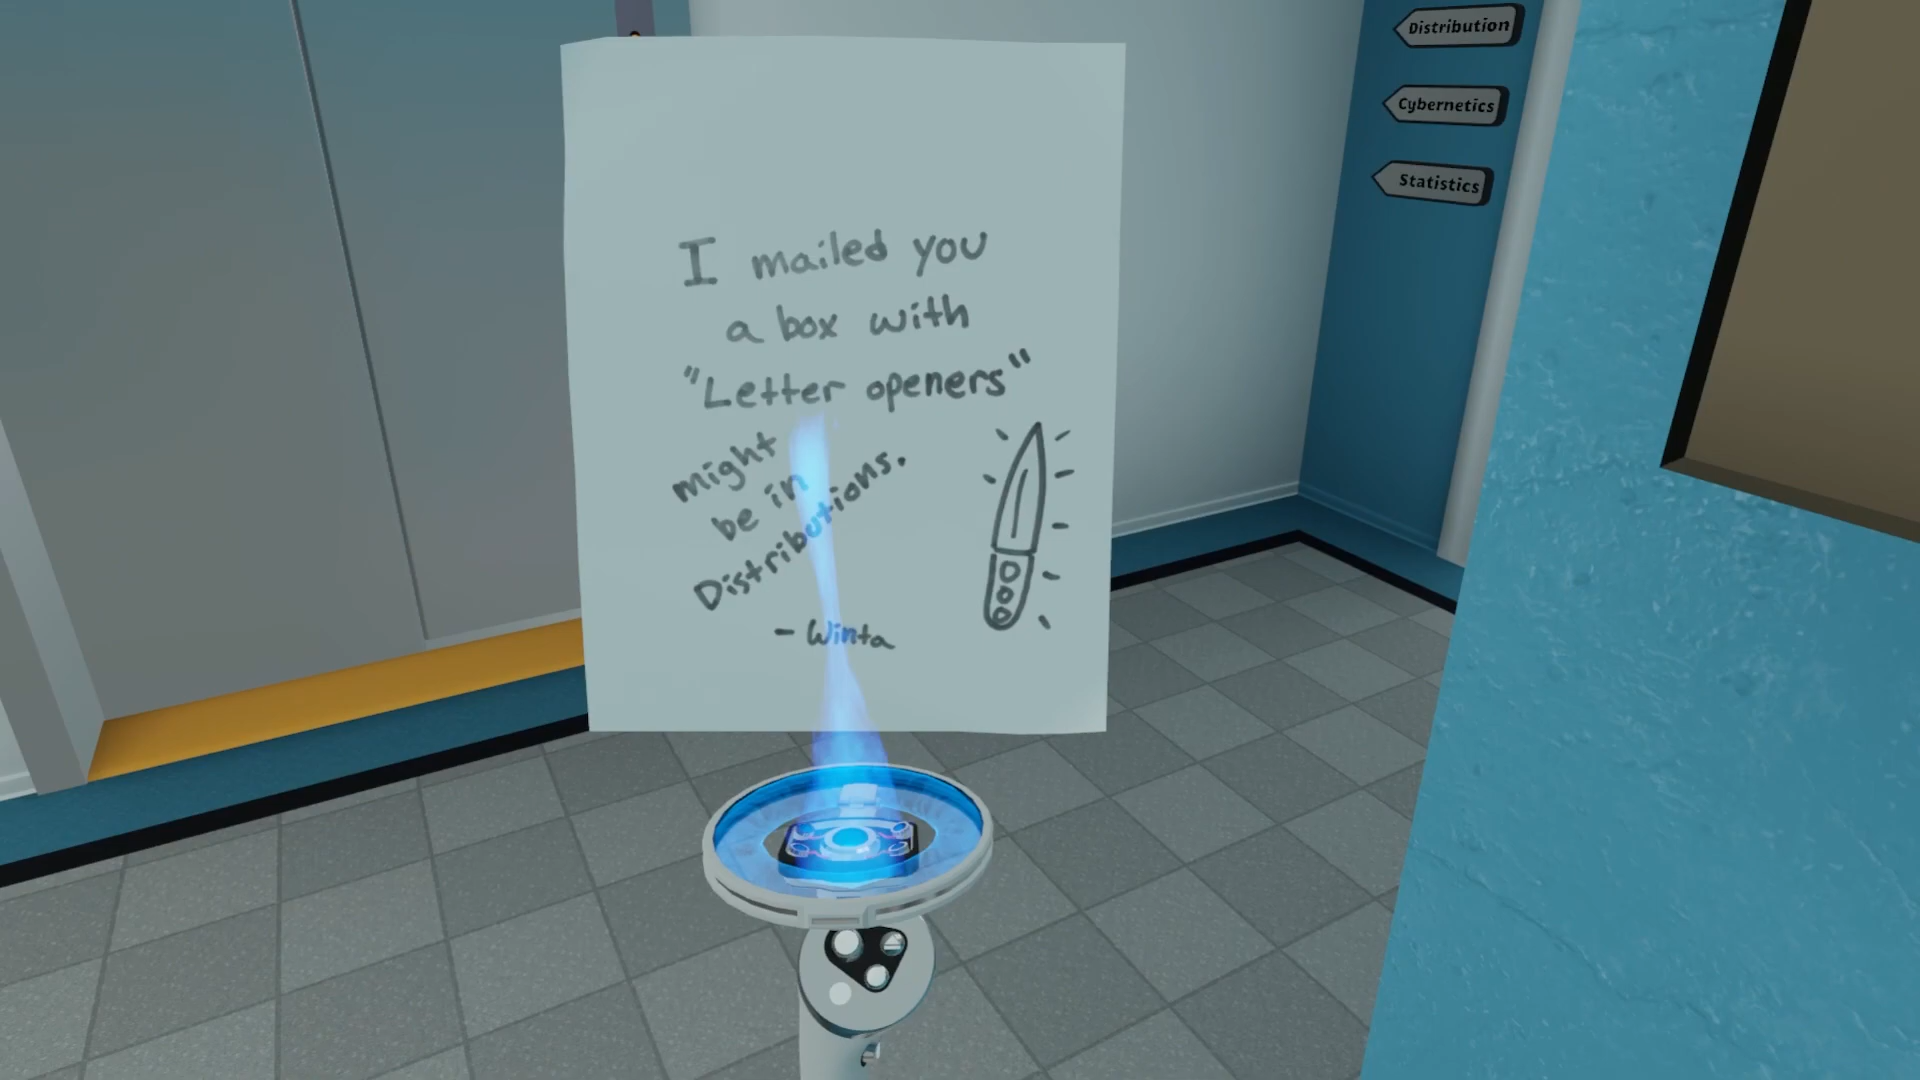 Distribution
Cybernetics
Statistics
I mailed you
a box with
"Letter openers"
might
be in
Distributions.
- Winta